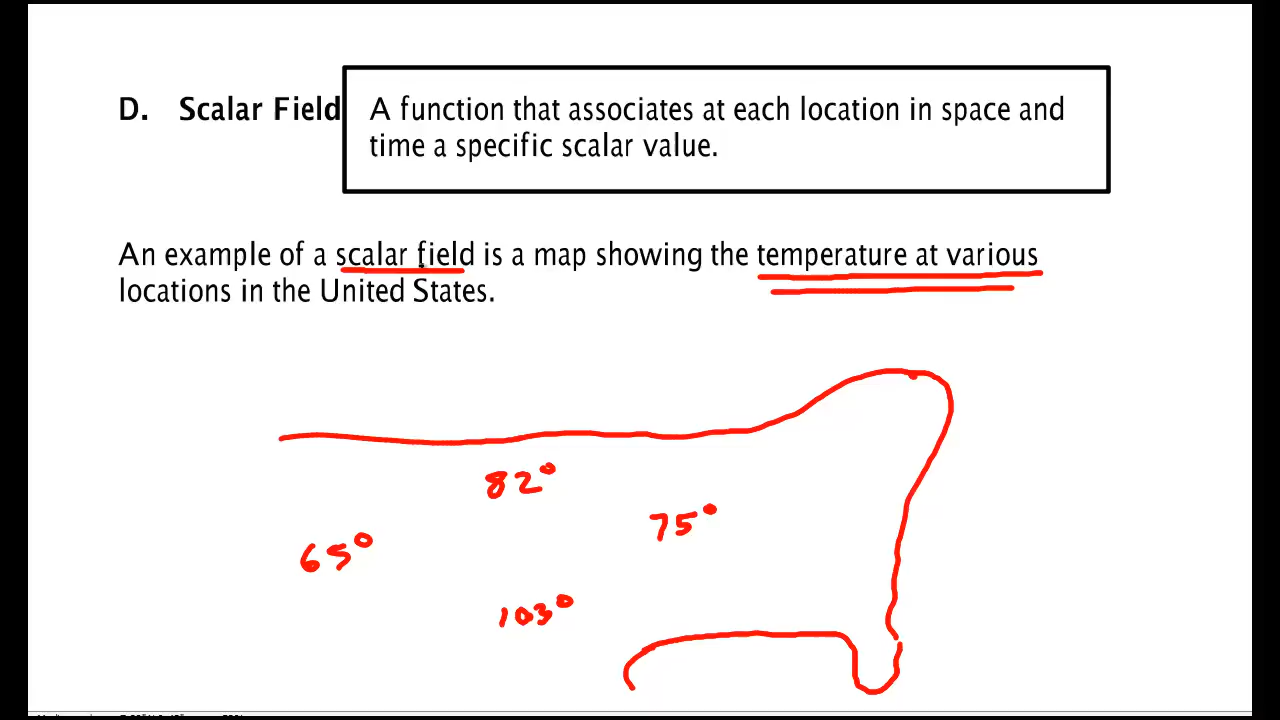 D. Scalar Field
A function that associates at each location in space and
time a specific scalar value.
An example of a scalar field is a map showing the temperature at various
locations in the United States.
82°
75°
65°
103°